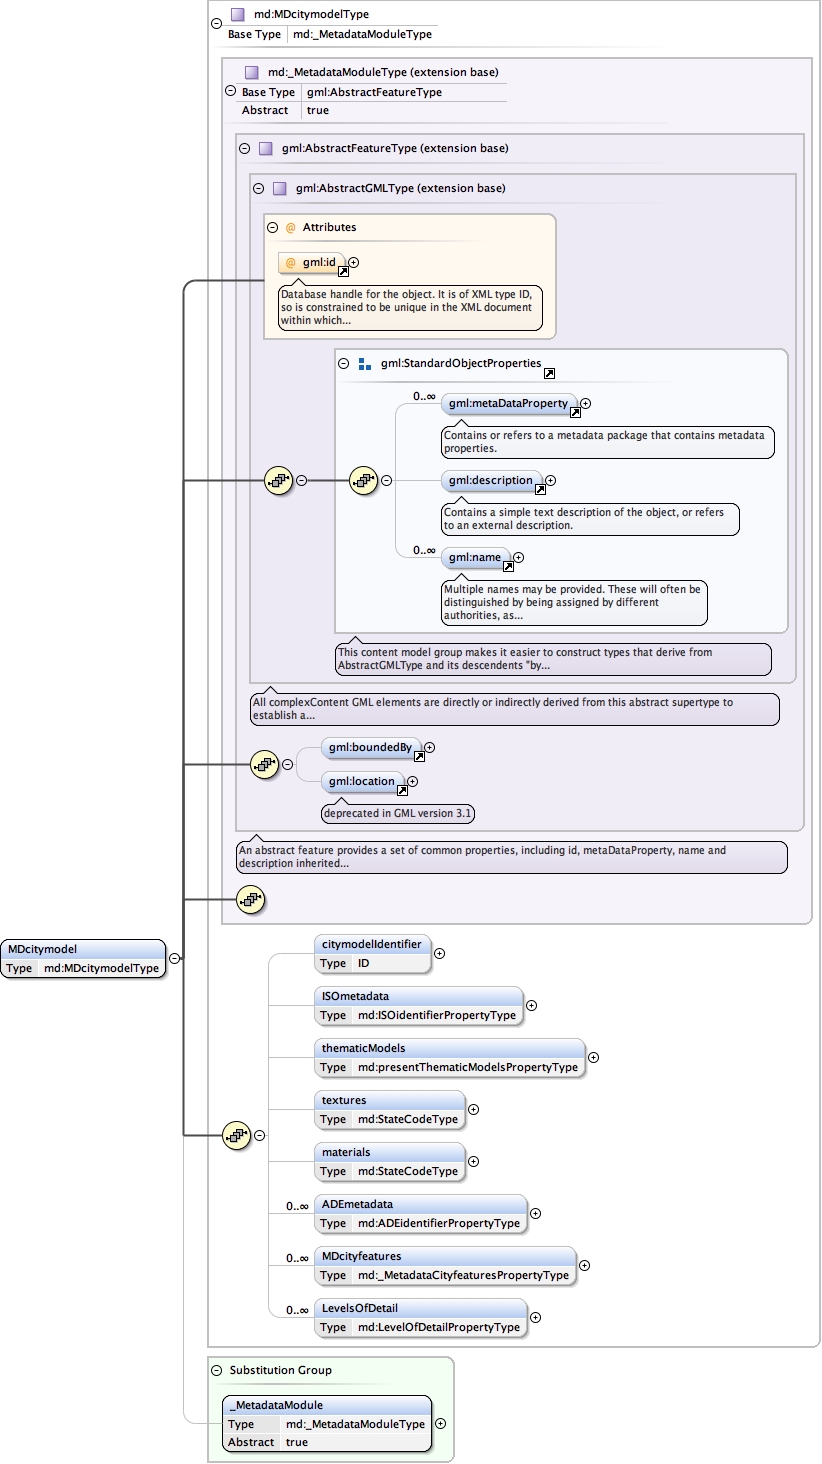 md:MDcitymodelType
Base Type md:_MetadataModuleType
md:_MetadataModuleType (extension base)
Base Type gml:AbstractFeatureType
Abstract true
gml:AbstractFeatureType (extension base)
gml:AbstractGMLType (extension base)
@ Attributes
@ gml:id
Database handle for the object. It is of XML type ID,
so is constrained to be unique in the XML document
within which...
gml:StandardObjectProperties
0..∞ gml:metaDataProperty
Contains or refers to a metadata package that contains metadata
properties.
gml:description
Contains a simple text description of the object, or refers
to an external description.
0..∞ gml:name
Multiple names may be provided. These will often be
distinguished by being assigned by different
authorities, as...
This content model group makes it easier to construct types that derive from
AbstractGMLType and its descendents "by...
All complexContent GML elements are directly or indirectly derived from this abstract supertype to
establish a...
gml:boundedBy
gml:location
deprecated in GML version 3.1
An abstract feature provides a set of common properties, including id, metaDataProperty, name and
description inherited...
MDcitymodel
Type md:MDcitymodelType
citymodelIdentifier
Type ID
ISOmetadata
Type md:ISOidentifierPropertyType
thematicModels
Type md:presentThematicModelsPropertyType
textures
Type md:StateCodeType
materials
Type md:StateCodeType
0..∞ ADEmetadata
Type md:ADEidentifierPropertyType
0..∞ MDcityfeatures
Type md:_MetadataCityfeaturesPropertyType
0..∞ LevelsOfDetail
Type md:LevelOfDetailPropertyType
Substitution Group
_MetadataModule
Type md:_MetadataModuleType
Abstract true